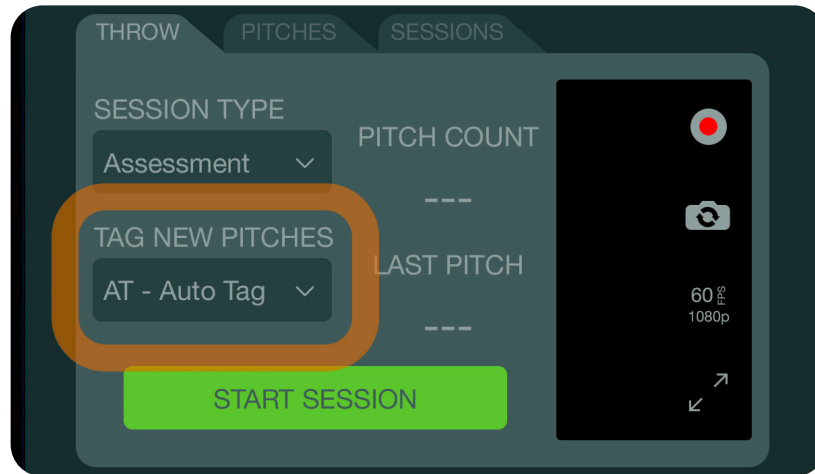 THROW PITCHES SESSIONS
SESSION TYPE
Assessment
PITCH COUNT
---
TAG NEW PITCHES
AT - Auto Tag
LAST PITCH
---
START SESSION
60 FPS
1080p